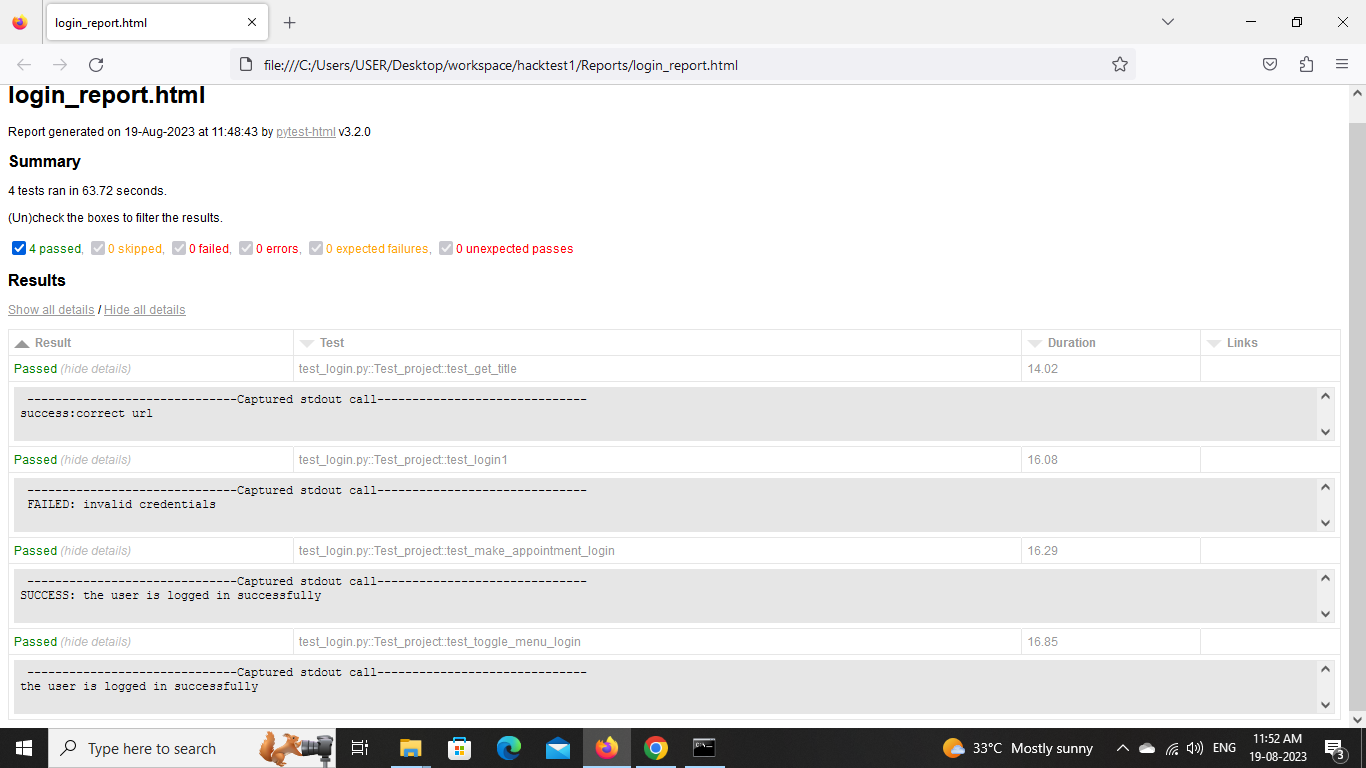 login_report.html
file:///C:/Users/USER/Desktop/workspace/hacktest1/Reports/login_report.html
login_report.html
Report generated on 19-Aug-2023 at 11:48:43 by pytest-html v3.2.0
Summary
4 tests ran in 63.72 seconds.
(Un)check the boxes to filter the results.
4 passed, 0 skipped, 0 failed, 0 errors, 0 expected failures, 0 unexpected passes
Results
Show all details / Hide all details
Result Test Duration Links
Passed (hide details) test_login.py::Test_project::test_get_title 14.02
------------------------------Captured stdout call------------------------------
success:correct url
Passed (hide details) test_login.py::Test_project::test_login1 16.08
------------------------------Captured stdout call------------------------------
FAILED: invalid credentials
Passed (hide details) test_login.py::Test_project::test_make_appointment_login 16.29
------------------------------Captured stdout call------------------------------
SUCCESS: the user is logged in successfully
Passed (hide details) test_login.py::Test_project::test_toggle_menu_login 16.85
------------------------------Captured stdout call------------------------------
the user is logged in successfully
Type here to search 33°C Mostly sunny ENG 11:52 AM
19-08-2023 3